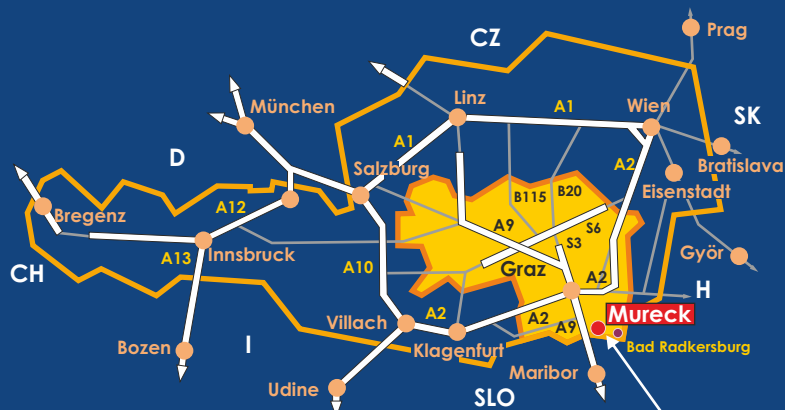 Prag
CZ
München
Linz
A1
Wien
SK
A1
D
A2
Salzburg
Bratislava
B115
B20
Eisenstadt
A12
Bregenz
A9
S6
Innsbruck
S3
Györ
A13
CH
A10
Graz
A2
H
A2
A2
Mureck
Villach
A9
Klagenfurt
Bad Radkersburg
Bozen
I
Maribor
Udine
SLO